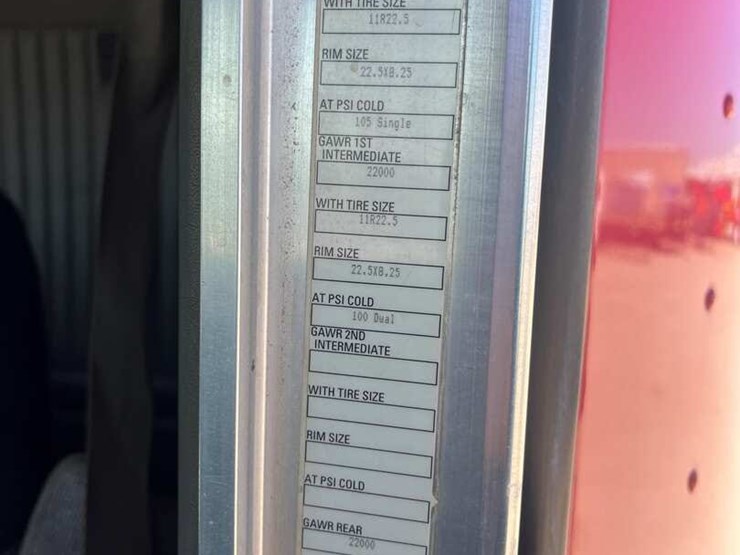 WITH TIRE SIZE
11R22.5
RIM SIZE
22.5X8.25
AT PSI COLD
105 Single
GAWR 1ST
INTERMEDIATE
22000
WITH TIRE SIZE
11R22.5
RIM SIZE
22.5X8.25
AT PSI COLD
100 Dual
GAWR 2ND
INTERMEDIATE
WITH TIRE SIZE
RIM SIZE
AT PSI COLD
GAWR REAR
22000